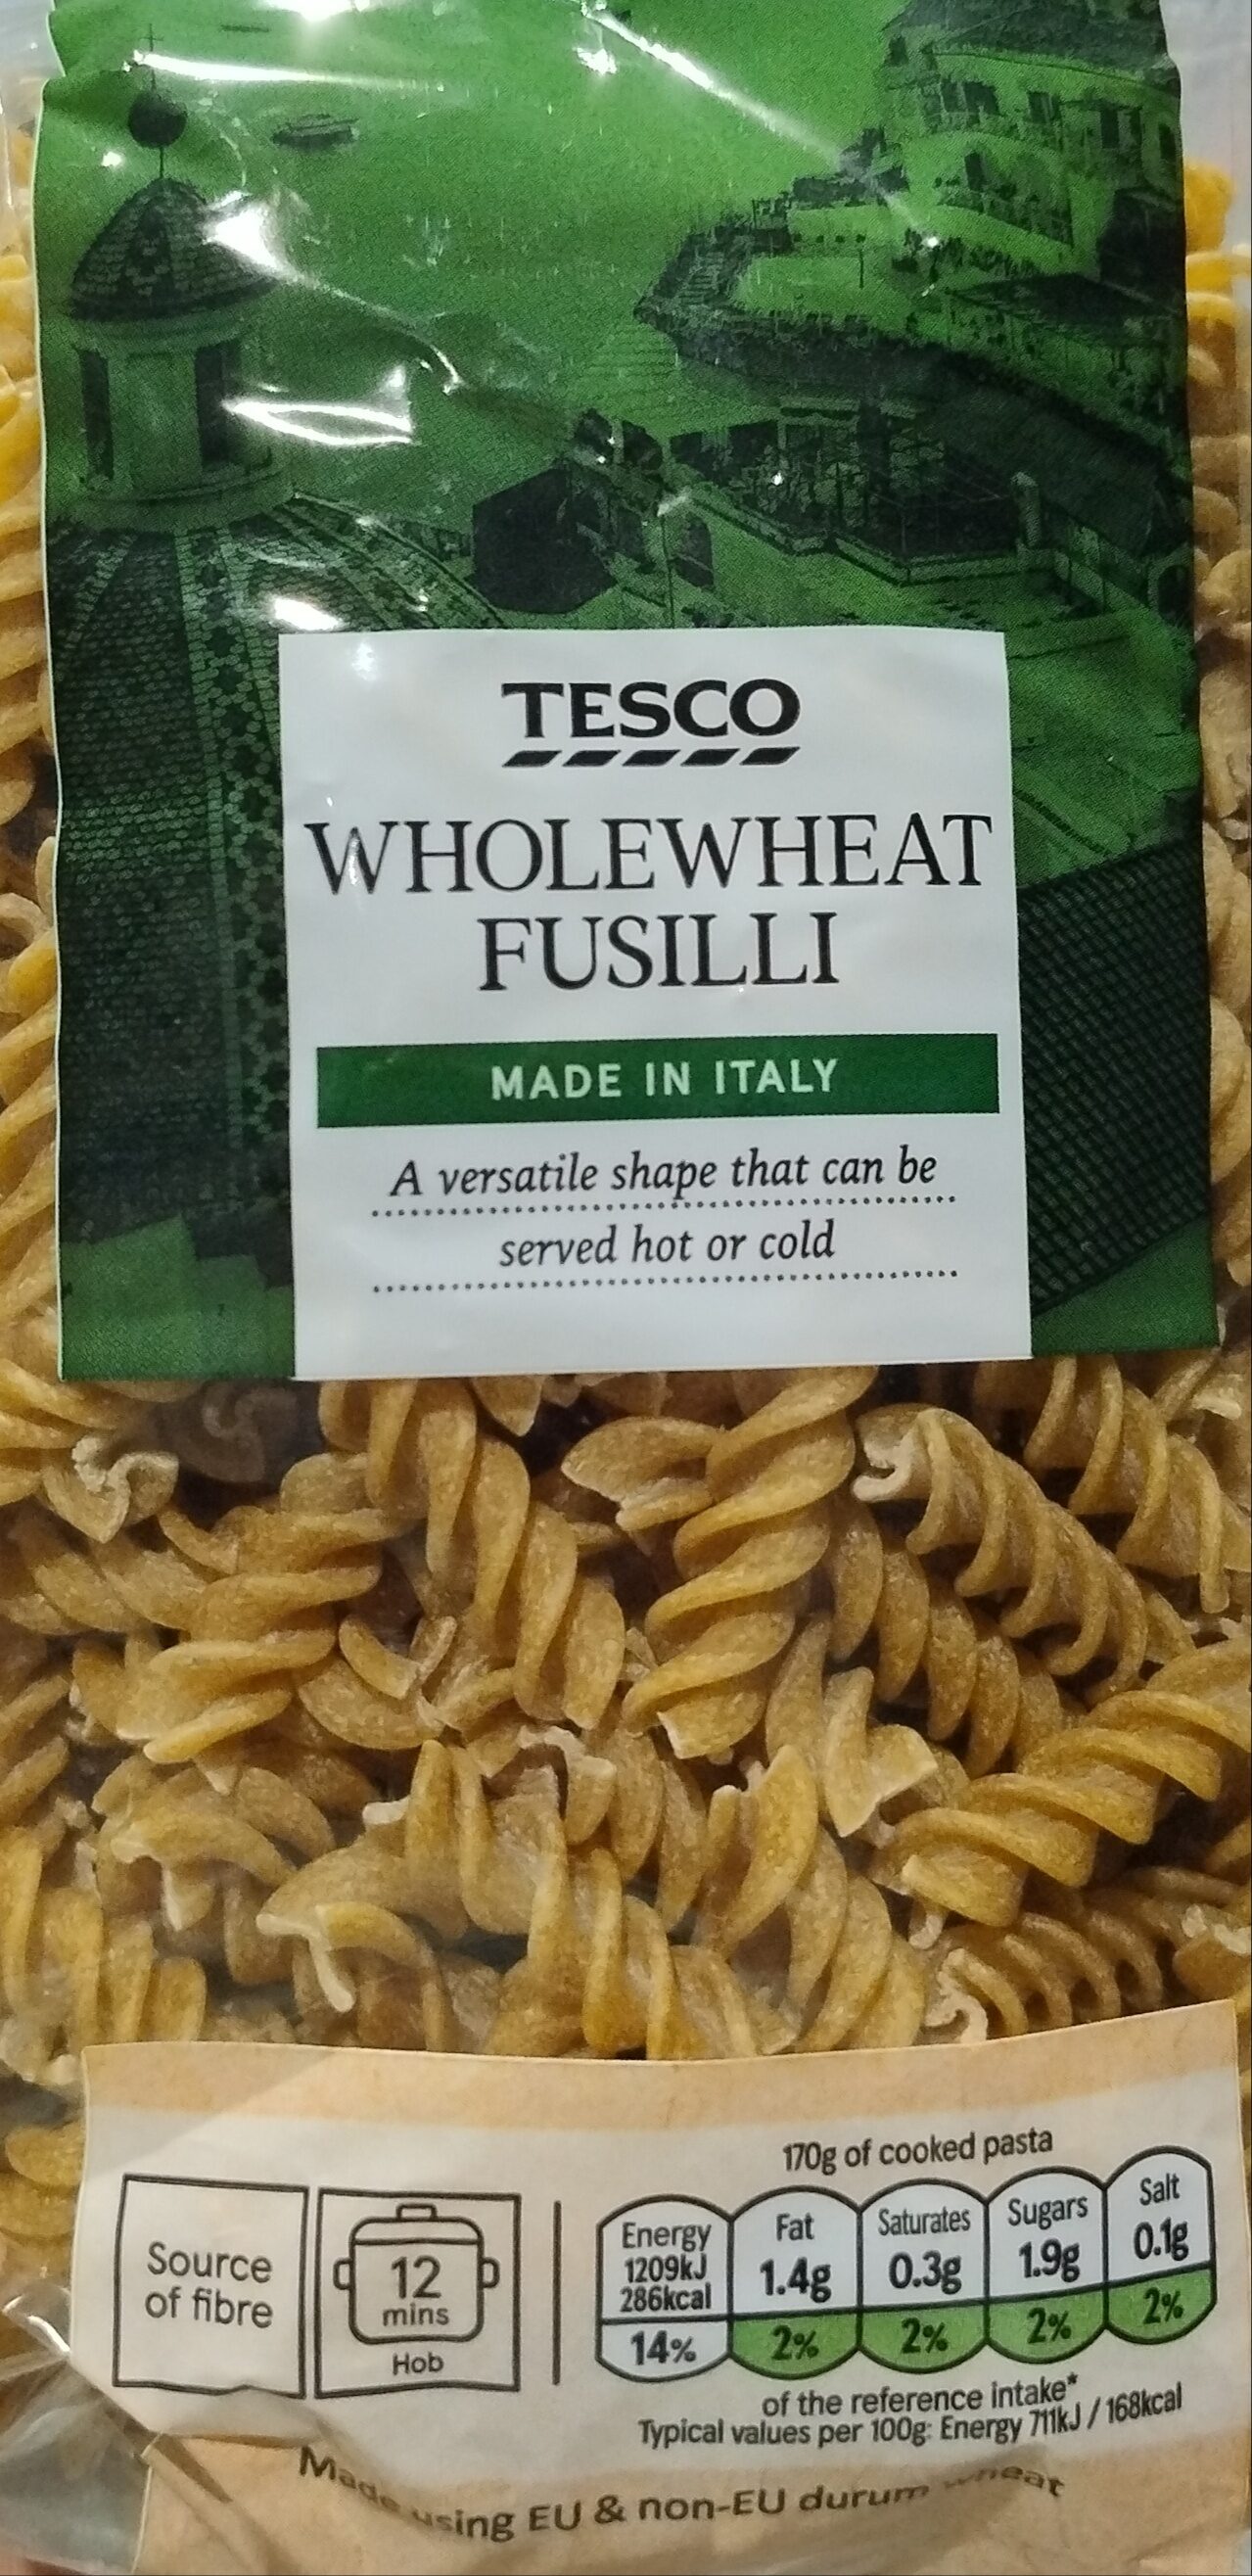 TESCO
WHOLEWHEAT
FUSILLI
MADE IN ITALY
A versatile shape that can be
served hot or cold
170g of cooked pasta
Source
of fibre
12
mins
Hob
Energy
1209kJ
286kcal
14%
Fat
1.4g
2%
Saturates
0.3g
2%
Sugars
1.9g
2%
Salt
0.1g
2%
of the reference intake*
Typical values per 100g: Energy 711kJ / 168kcal
Made using EU & non-EU durum wheat